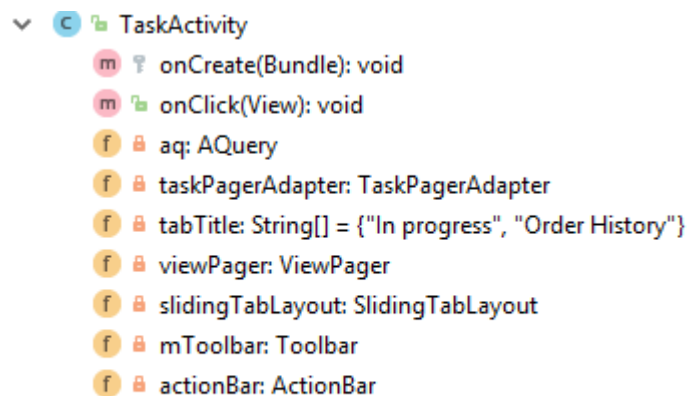 C TaskActivity
m onCreate(Bundle): void
m onClick(View): void
f aq: AQuery
f taskPagerAdapter: TaskPagerAdapter
f tabTitle: String[] = {"In progress", "Order History"}
f viewPager: ViewPager
f slidingTabLayout: SlidingTabLayout
f mToolbar: Toolbar
f actionBar: ActionBar